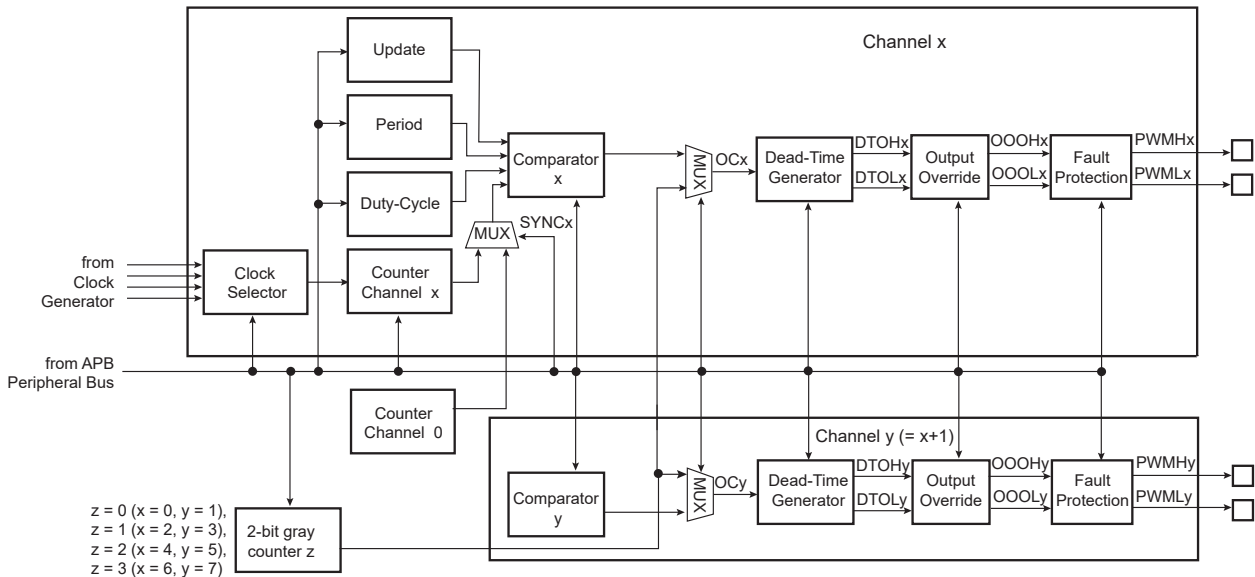 Channel x
Update
Period
Duty-Cycle
Comparator
x
MUX
SYNCx
from
Clock
Generator
Clock
Selector
Counter
Channel x
MUX
OCx
Dead-Time
Generator
DTOHx
DTOLx
Output
Override
OOOHx
OOOLx
Fault
Protection
PWMHx
PWMLx
from APB
Peripheral Bus
Counter
Channel 0
Channel y (= x+1)
Comparator
y
MUX
OCy
Dead-Time
Generator
DTOHy
DTOLy
Output
Override
OOOHy
OOOLy
Fault
Protection
PWMHy
PWMLy
z = 0 (x = 0, y = 1),
z = 1 (x = 2, y = 3),
z = 2 (x = 4, y = 5),
z = 3 (x = 6, y = 7)
2-bit gray
counter z